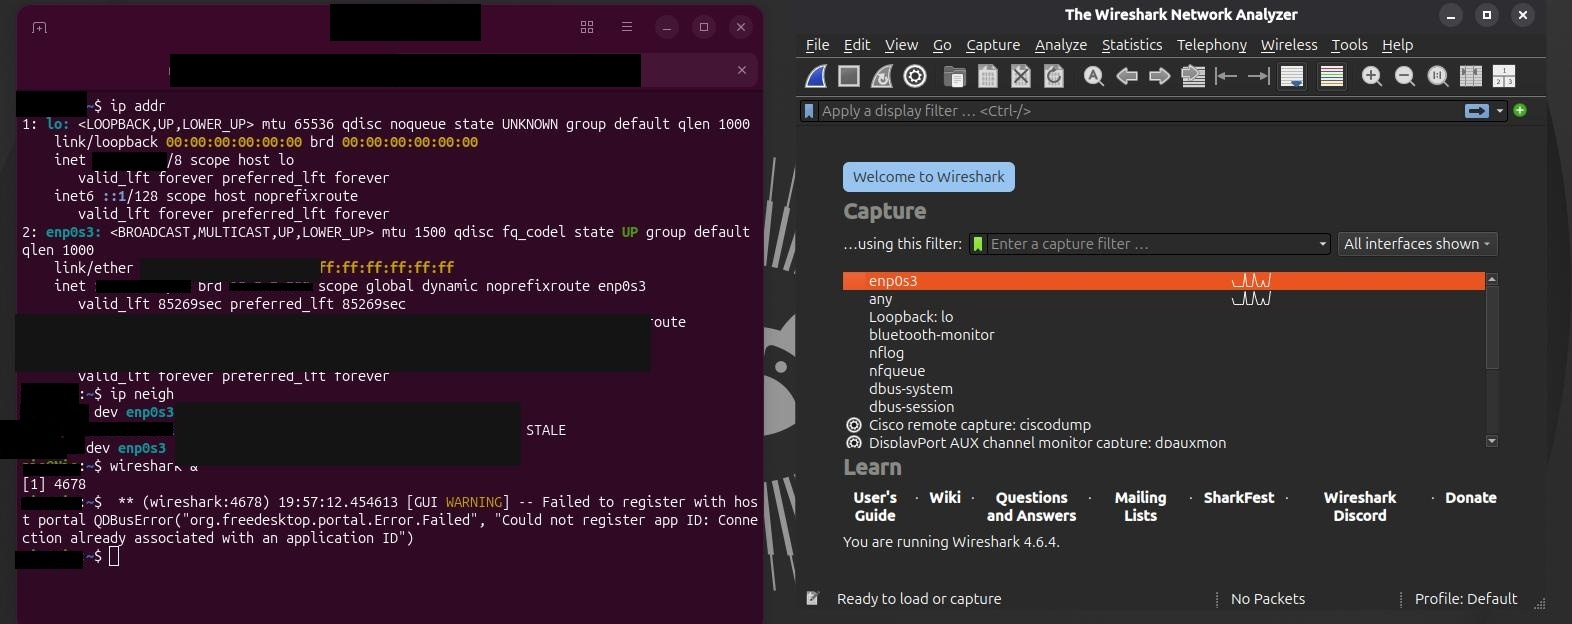 ~$ ip addr
1: lo: <LOOPBACK,UP,LOWER_UP> mtu 65536 qdisc noqueue state UNKNOWN group default qlen 1000
link/loopback 00:00:00:00:00:00 brd 00:00:00:00:00:00
inet /8 scope host lo
valid_lft forever preferred_lft forever
inet6 ::1/128 scope host noprefixroute
valid_lft forever preferred_lft forever
2: enp0s3: <BROADCAST,MULTICAST,UP,LOWER_UP> mtu 1500 qdisc fq_codel state UP group default
qlen 1000
link/ether ff:ff:ff:ff:ff:ff
inet brd scope global dynamic noprefixroute enp0s3
valid_lft 85269sec preferred_lft 85269sec
route
valid_lft forever preferred_lft forever
:~$ ip neigh
dev enp0s3
STALE
dev enp0s3
:~$ wireshark &
[1] 4678
:~$ ** (wireshark:4678) 19:57:12.454613 [GUI WARNING] -- Failed to register with hos
t portal QDBusError("org.freedesktop.portal.Error.Failed", "Could not register app ID: Conne
ction already associated with an application ID")
:~$
The Wireshark Network Analyzer
File Edit View Go Capture Analyze Statistics Telephony Wireless Tools Help
Apply a display filter … <Ctrl-/>
Welcome to Wireshark
Capture
…using this filter: Enter a capture filter … All interfaces shown
enp0s3
any
Loopback: lo
bluetooth-monitor
nflog
nfqueue
dbus-system
dbus-session
Cisco remote capture: ciscodump
DisplayPort AUX channel monitor capture: dpauxmon
Learn
User's Guide · Wiki · Questions and Answers · Mailing Lists · SharkFest · Wireshark Discord · Donate
You are running Wireshark 4.6.4.
Ready to load or capture No Packets Profile: Default